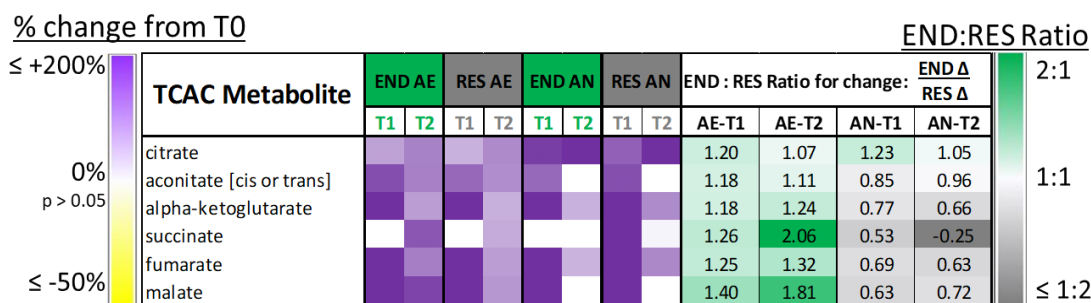 % change from T0
END:RES Ratio
≤ +200%
0%
p > 0.05
≤ -50%
TCAC Metabolite END AE RES AE END AN RES AN END : RES Ratio for change: END Δ
RES Δ
T1 T2 T1 T2 T1 T2 T1 T2 AE-T1 AE-T2 AN-T1 AN-T2
citrate 1.20 1.07 1.23 1.05
aconitate [cis or trans] 1.18 1.11 0.85 0.96
alpha-ketoglutarate 1.18 1.24 0.77 0.66
succinate 1.26 2.06 0.53 -0.25
fumarate 1.25 1.32 0.69 0.63
malate 1.40 1.81 0.63 0.72
2:1
1:1
≤ 1:2